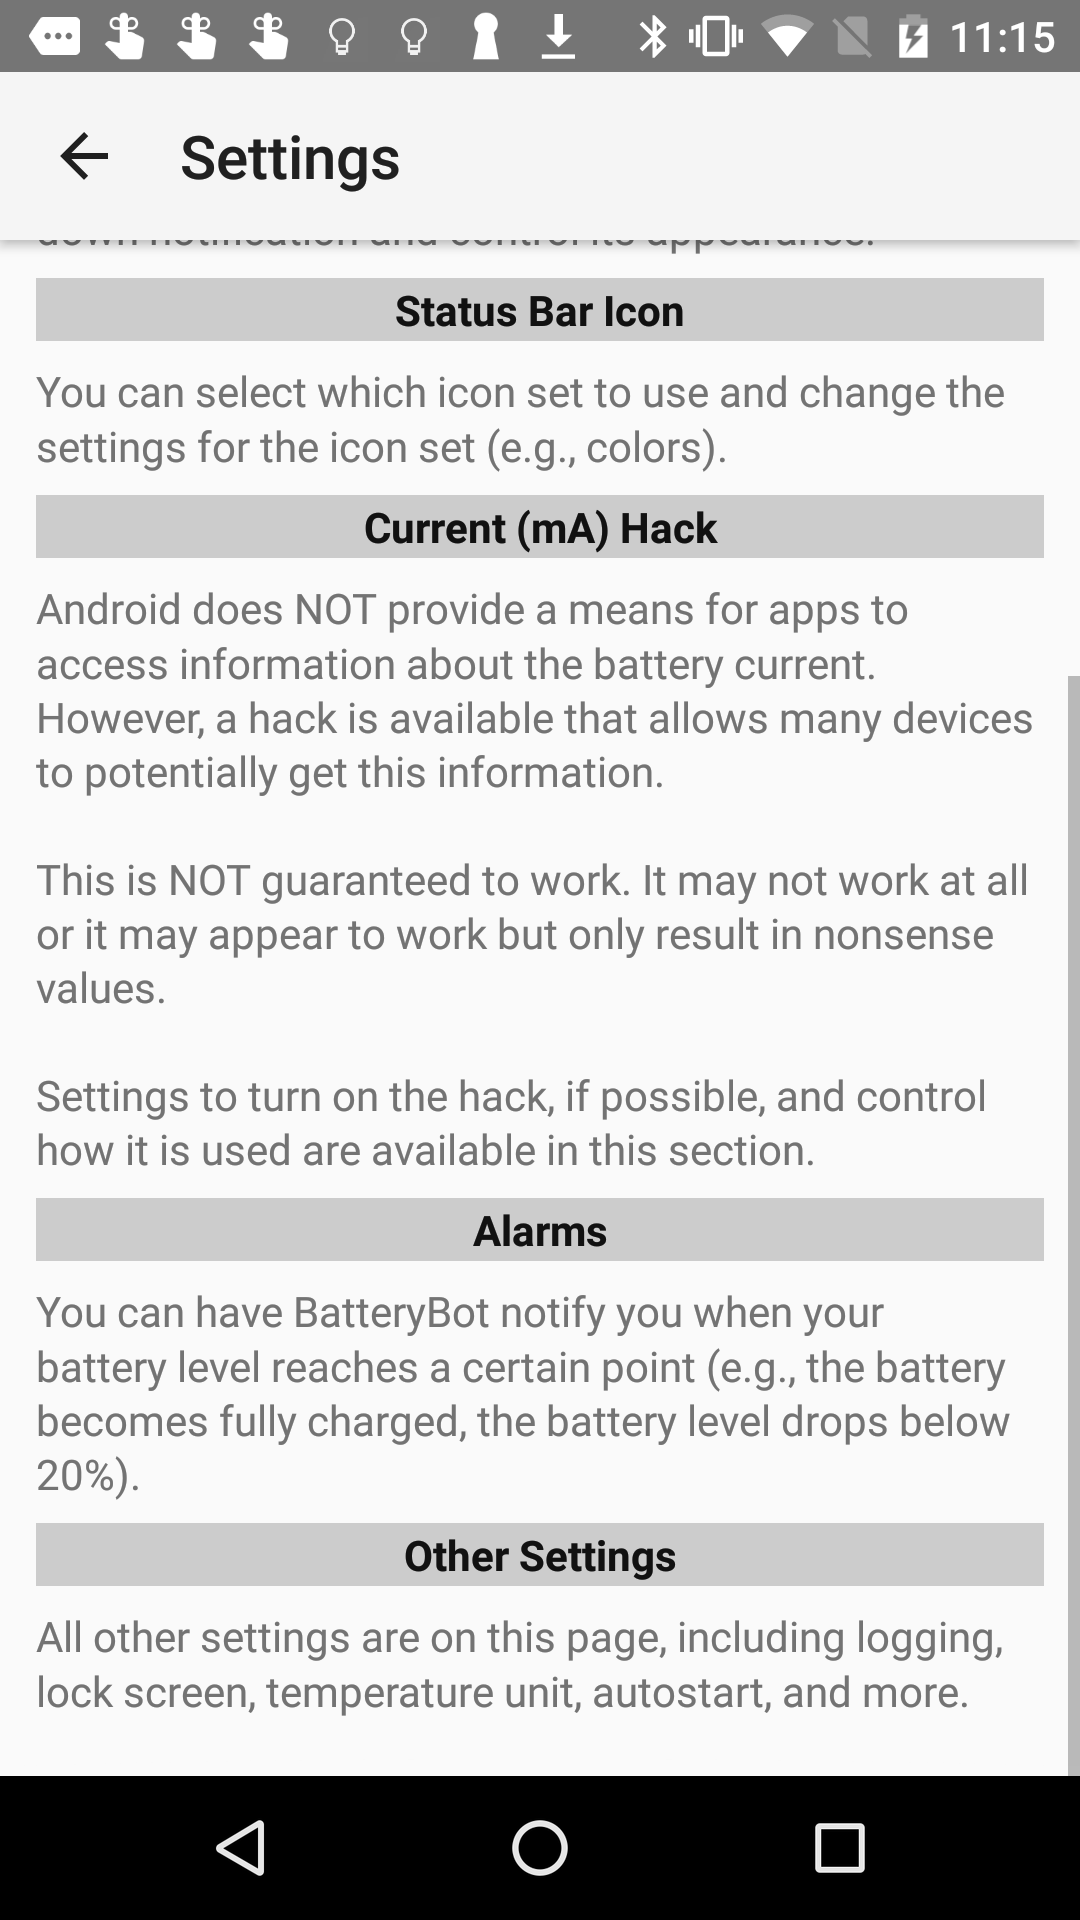 11:15
Settings
down notification and control its appearance.
Status Bar Icon
You can select which icon set to use and change the
settings for the icon set (e.g., colors).
Current (mA) Hack
Android does NOT provide a means for apps to
access information about the battery current.
However, a hack is available that allows many devices
to potentially get this information.
This is NOT guaranteed to work. It may not work at all
or it may appear to work but only result in nonsense
values.
Settings to turn on the hack, if possible, and control
how it is used are available in this section.
Alarms
You can have BatteryBot notify you when your
battery level reaches a certain point (e.g., the battery
becomes fully charged, the battery level drops below
20%).
Other Settings
All other settings are on this page, including logging,
lock screen, temperature unit, autostart, and more.